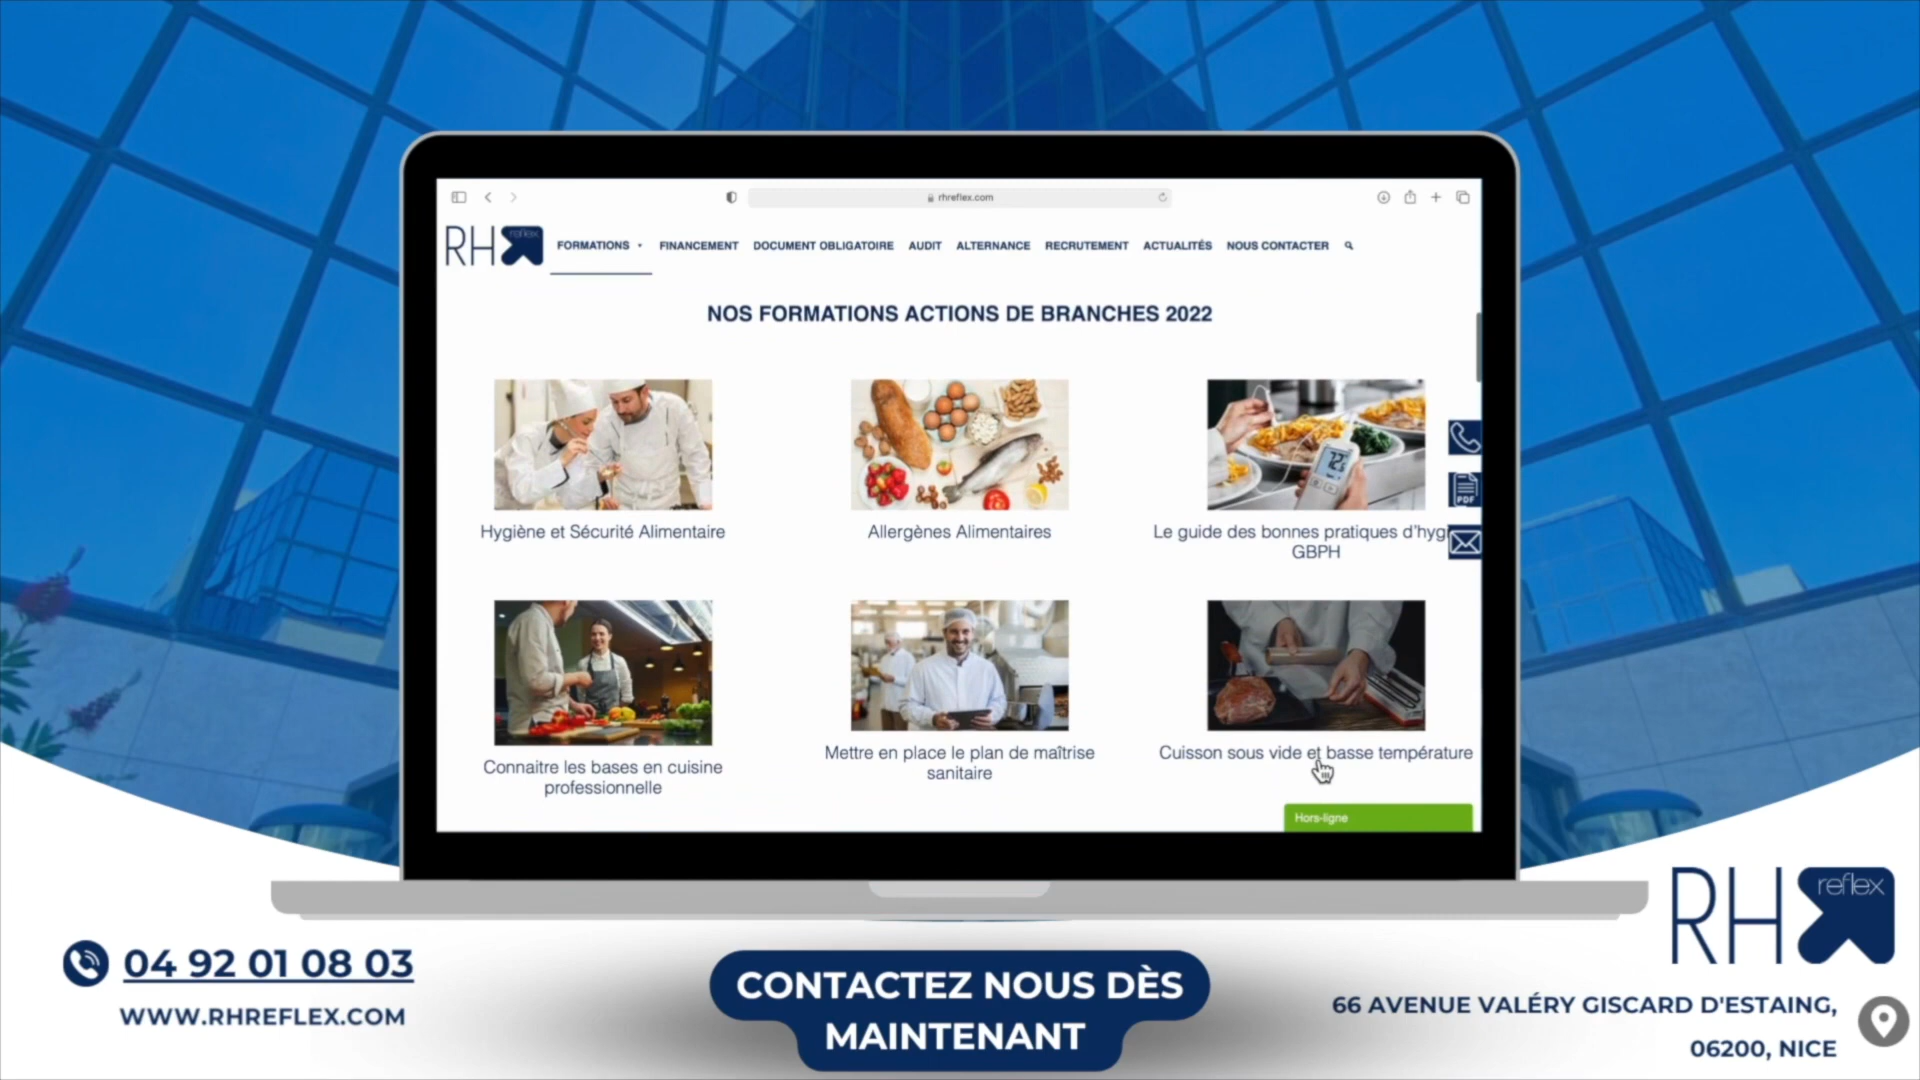 rhreflex.com
RH reflex
FORMATIONS FINANCEMENT DOCUMENT OBLIGATOIRE AUDIT ALTERNANCE RECRUTEMENT ACTUALITÉS NOUS CONTACTER
NOS FORMATIONS ACTIONS DE BRANCHES 2022
72
Hygiène et Sécurité Alimentaire
Allergènes Alimentaires
Le guide des bonnes pratiques d'hyg
GBPH
PDF
Connaitre les bases en cuisine
professionnelle
Mettre en place le plan de maîtrise
sanitaire
Cuisson sous vide et basse température
Hors-ligne
RH reflex
04 92 01 08 03
WWW.RHREFLEX.COM
CONTACTEZ NOUS DÈS
MAINTENANT
66 AVENUE VALÉRY GISCARD D'ESTAING,
06200, NICE